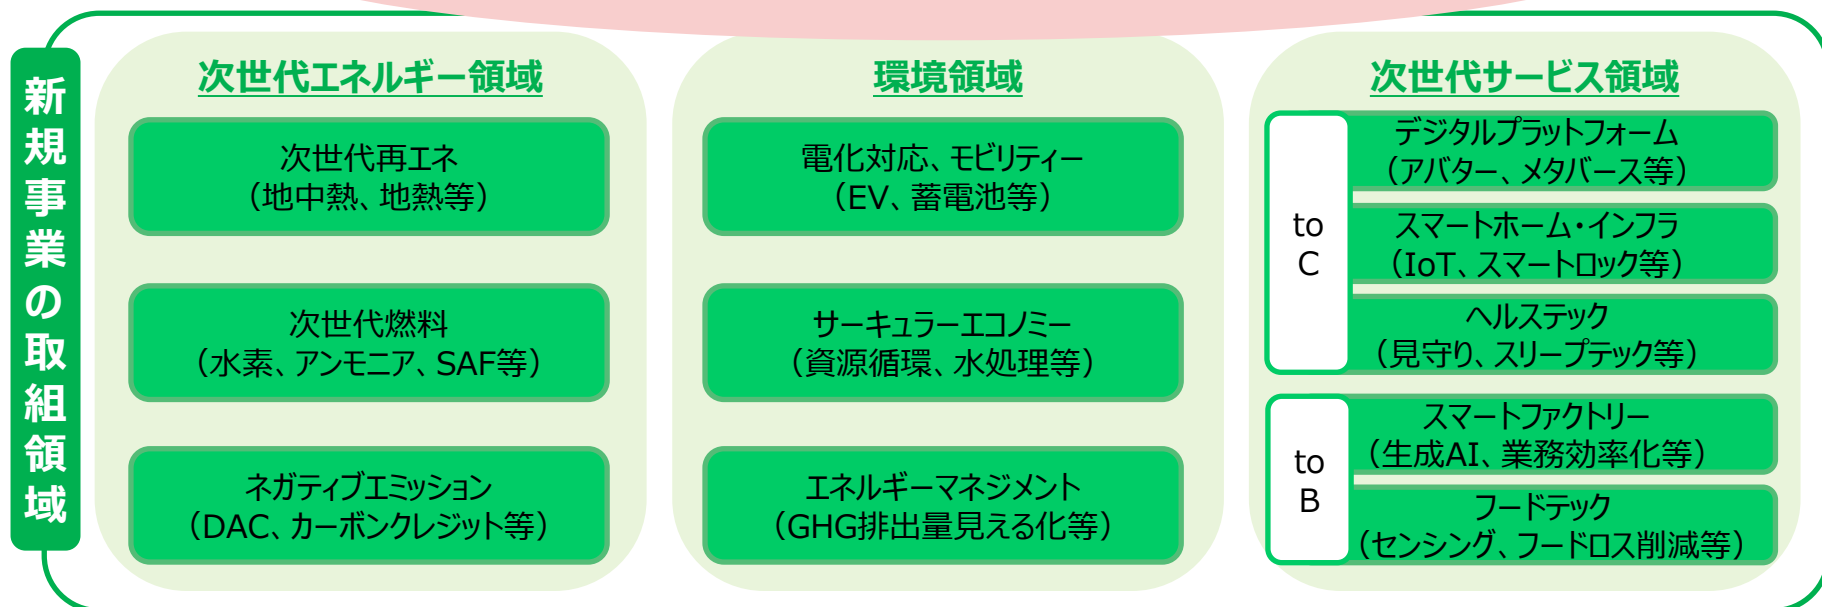 新規事業の取組領域
次世代エネルギー領域
次世代再エネ
（地中熱、地熱等）
次世代燃料
（水素、アンモニア、SAF等）
ネガティブエミッション
（DAC、カーボンクレジット等）
環境領域
電化対応、モビリティー
（EV、蓄電池等）
サーキュラーエコノミー
（資源循環、水処理等）
エネルギーマネジメント
（GHG排出量見える化等）
次世代サービス領域
to
C
デジタルプラットフォーム
（アバター、メタバース等）
スマートホーム・インフラ
（IoT、スマートロック等）
ヘルステック
（見守り、スリープテック等）
to
B
スマートファクトリー
（生成AI、業務効率化等）
フードテック
（センシング、フードロス削減等）